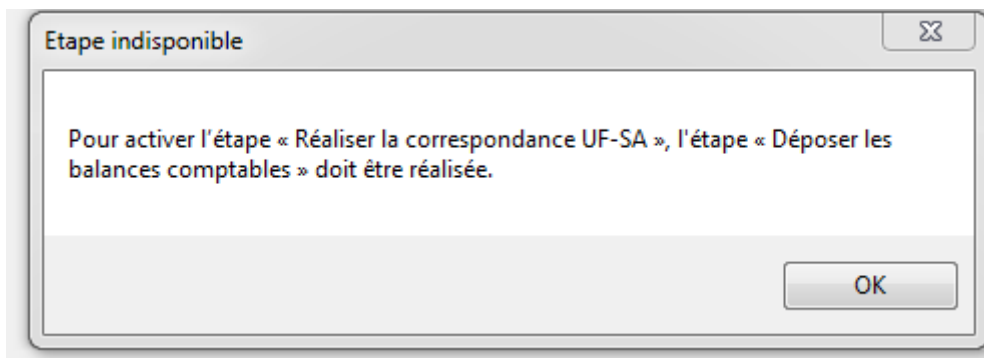 Etape indisponible
Pour activer l'étape « Réaliser la correspondance UF-SA », l'étape « Déposer les
balances comptables » doit être réalisée.
OK